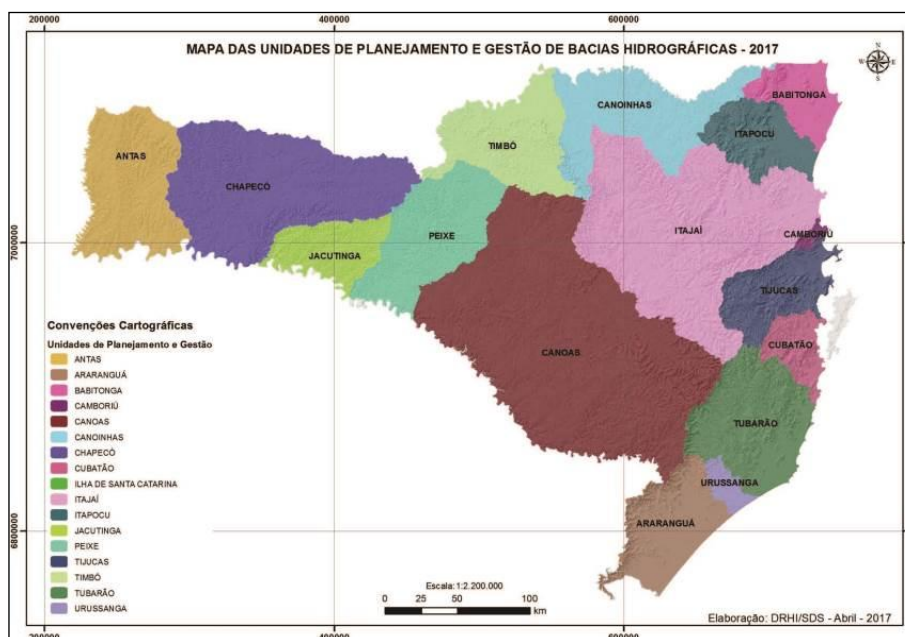 200000 400000 600000
MAPA DAS UNIDADES DE PLANEJAMENTO E GESTÃO DE BACIAS HIDROGRÁFICAS - 2017
N
W E
S
BABITONGA
CANOINHAS
ITAPOCU
TIMBÓ
ANTAS
CHAPECÓ
ITAJAÍ
PEIXE
CAMBORIÚ
7000000 7000000
JACUTINGA
TIJUCAS
CUBATÃO
CANOAS
TUBARÃO
URUSSANGA
ARARANGUÁ
Convenções Cartográficas
Unidades de Planejamento e Gestão
ANTAS
ARARANGUÁ
BABITONGA
CAMBORIÚ
CANOAS
CANOINHAS
CHAPECÓ
CUBATÃO
ILHA DE SANTA CATARINA
ITAJAÍ
ITAPOCU
JACUTINGA
PEIXE
TIJUCAS
TIMBÓ
TUBARÃO
URUSSANGA
6800000 6800000
Escala: 1:2.200.000
0 25 50 100
km
Elaboração: DRHI/SDS - Abril - 2017